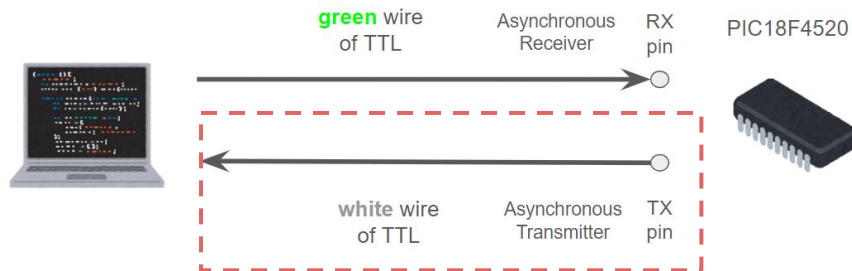 green wire
of TTL
Asynchronous
Receiver
RX
pin
PIC18F4520
white wire
of TTL
Asynchronous
Transmitter
TX
pin